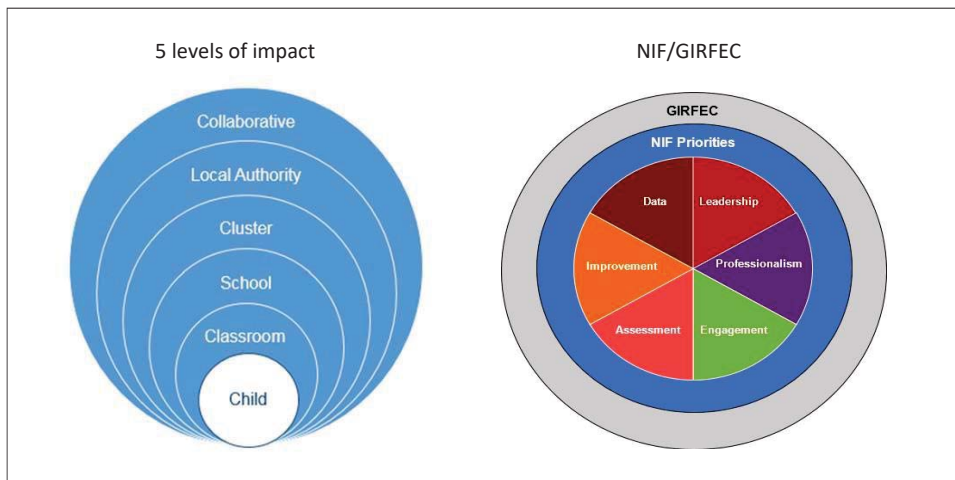 5 levels of impact
Collaborative
Local Authority
Cluster
School
Classroom
Child
NIF/GIRFEC
GIRFEC
NIF Priorities
Data
Leadership
Improvement
Professionalism
Assessment
Engagement